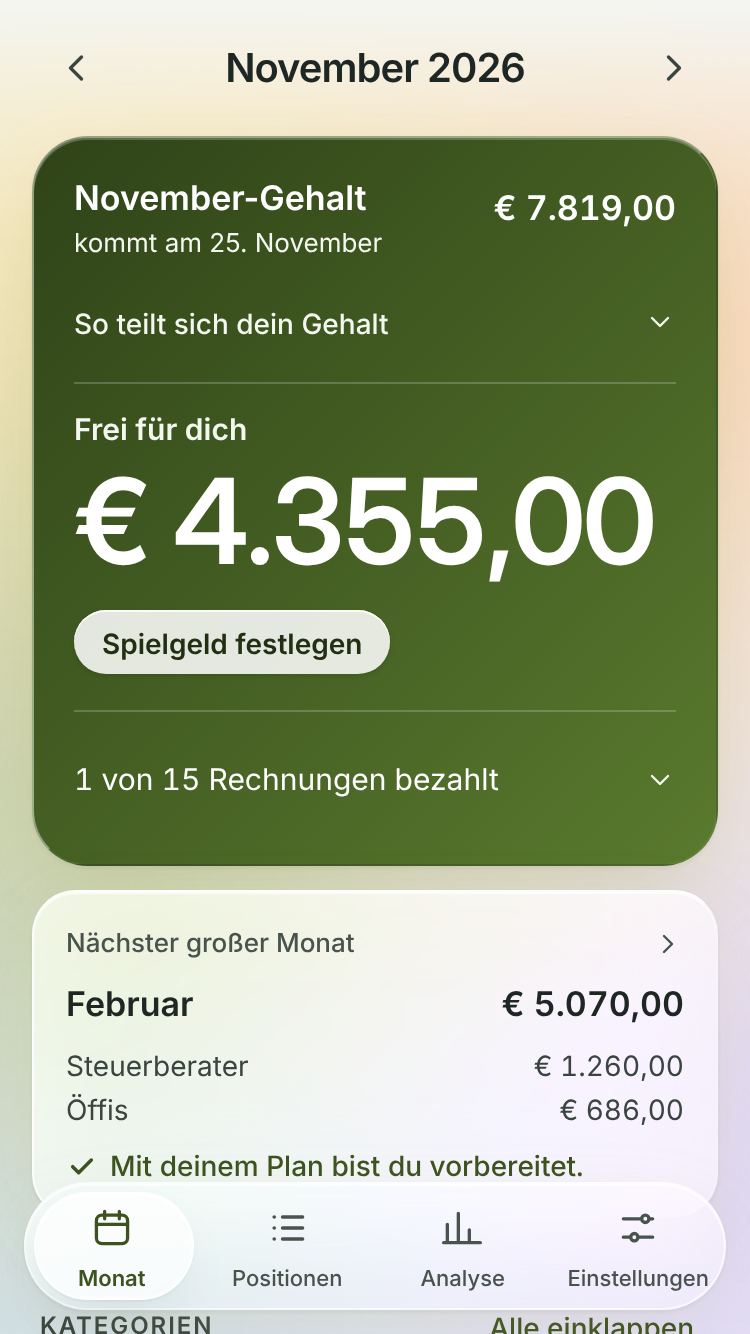 November 2026
November-Gehalt
€ 7.819,00
kommt am 25. November
So teilt sich dein Gehalt
Frei für dich
€ 4.355,00
Spielgeld festlegen
1 von 15 Rechnungen bezahlt
Nächster großer Monat
Februar
€ 5.070,00
Steuerberater
€ 1.260,00
Öffis
€ 686,00
Mit deinem Plan bist du vorbereitet.
Monat
Positionen
Analyse
Einstellungen
KATEGORIEN
Alle einklappen